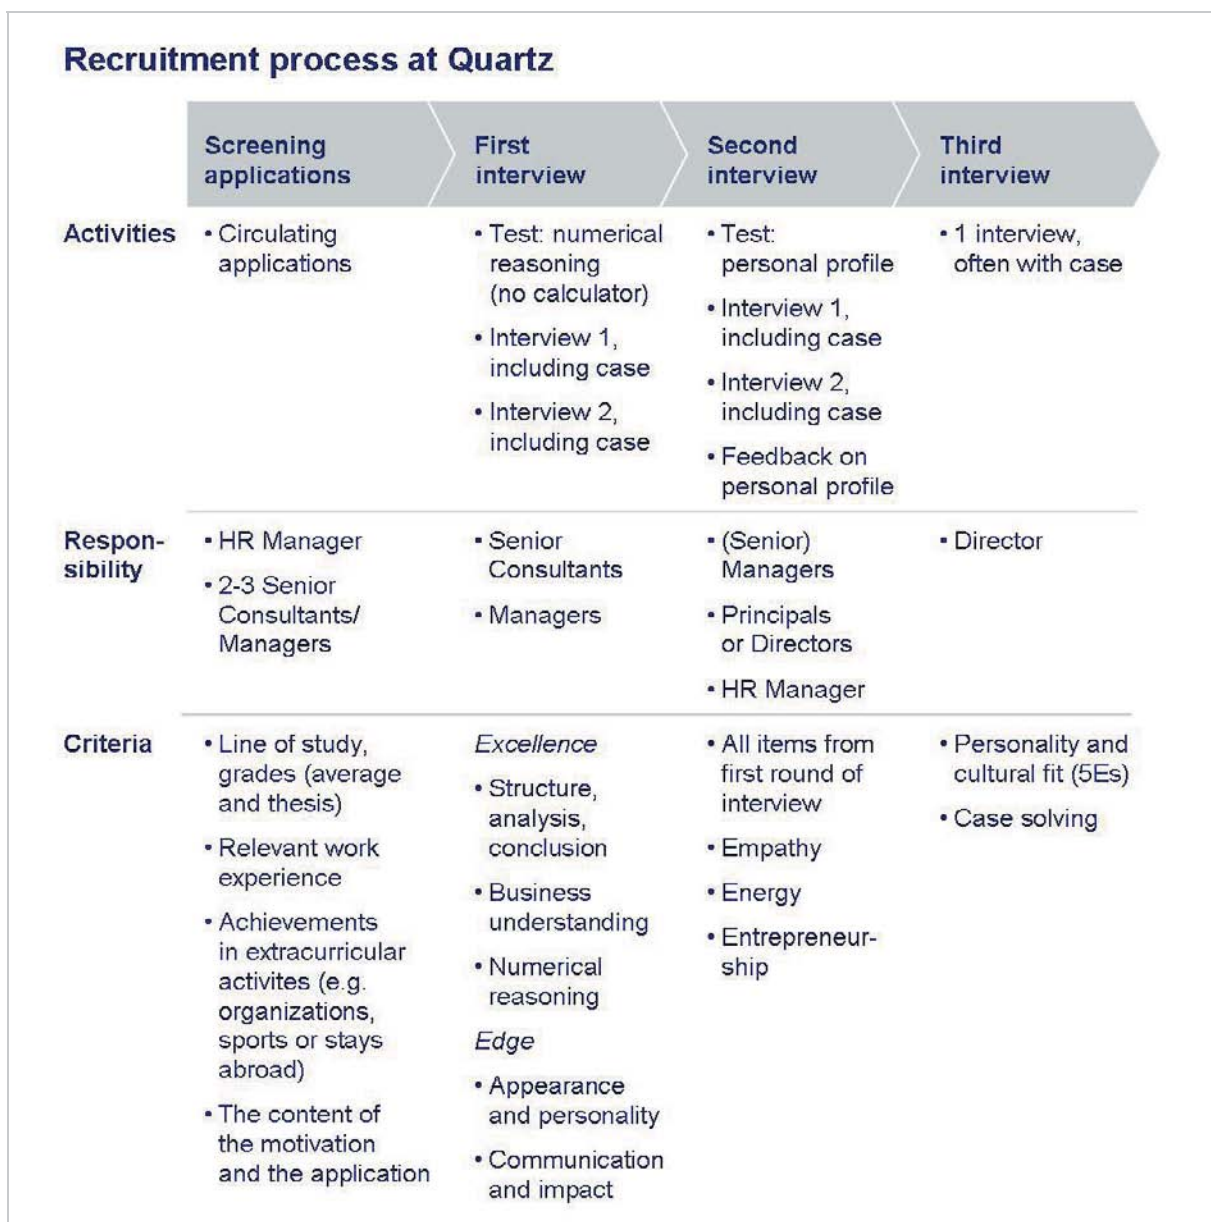 Recruitment process at Quartz
Screening
applications
First
interview
Second
interview
Third
interview
Activities
• Circulating
applications
• Test: numerical
reasoning
(no calculator)
• Interview 1,
including case
• Interview 2,
including case
• Test:
personal profile
• Interview 1,
including case
• Interview 2,
including case
• Feedback on
personal profile
• 1 interview,
often with case
Respon-
sibility
• HR Manager
• 2-3 Senior
Consultants/
Managers
• Senior
Consultants
• Managers
• (Senior)
Managers
• Principals
or Directors
• HR Manager
• Director
Criteria
• Line of study,
grades (average
and thesis)
• Relevant work
experience
• Achievements
in extracurricular
activites (e.g.
organizations,
sports or stays
abroad)
• The content of
the motivation
and the application
Excellence
• Structure,
analysis,
conclusion
• Business
understanding
• Numerical
reasoning
Edge
• Appearance
and personality
• Communication
and impact
• All items from
first round of
interview
• Empathy
• Energy
• Entrepreneur-
ship
• Personality and
cultural fit (5Es)
• Case solving